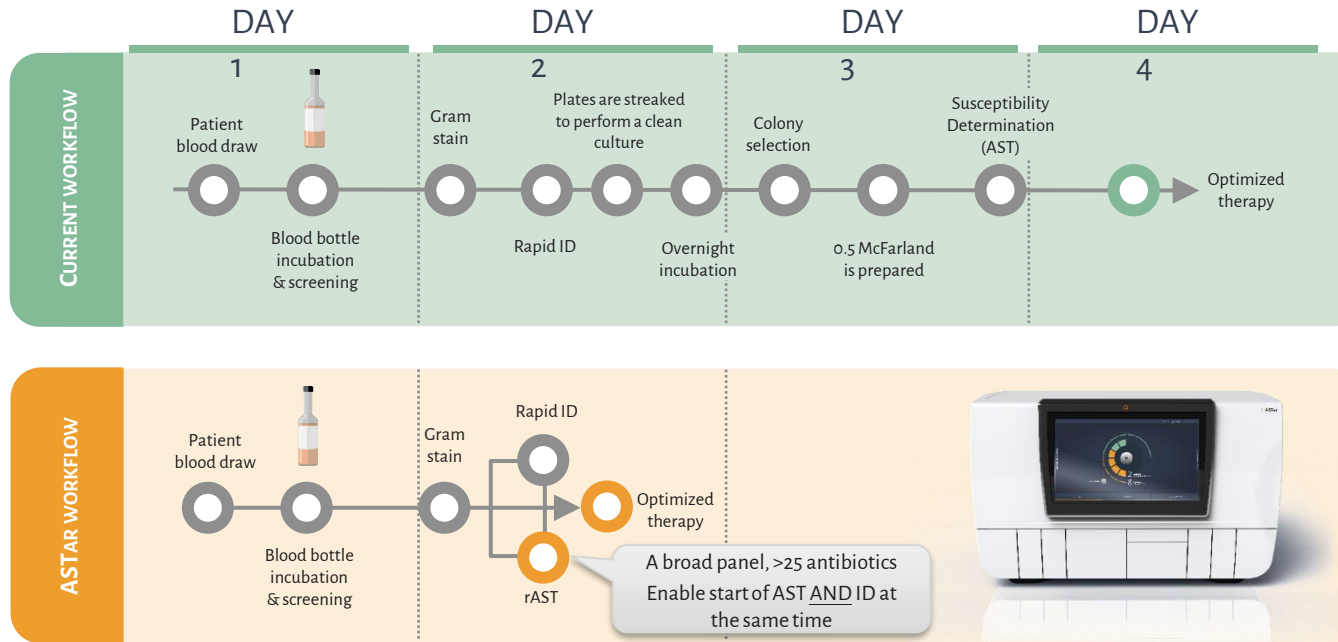 DAY
DAY
DAY
DAY
1
2
3
4
CURRENT WORKFLOW
Patient
blood draw
Blood bottle
incubation
& screening
Gram
stain
Rapid ID
Plates are streaked
to perform a clean
culture
Overnight
incubation
Colony
selection
0.5 McFarland
is prepared
Susceptibility
Determination
(AST)
Optimized
therapy
ASTAR WORKFLOW
Patient
blood draw
Blood bottle
incubation
& screening
Gram
stain
Rapid ID
rAST
Optimized
therapy
A broad panel, >25 antibiotics
Enable start of AST AND ID at
the same time
ASTar